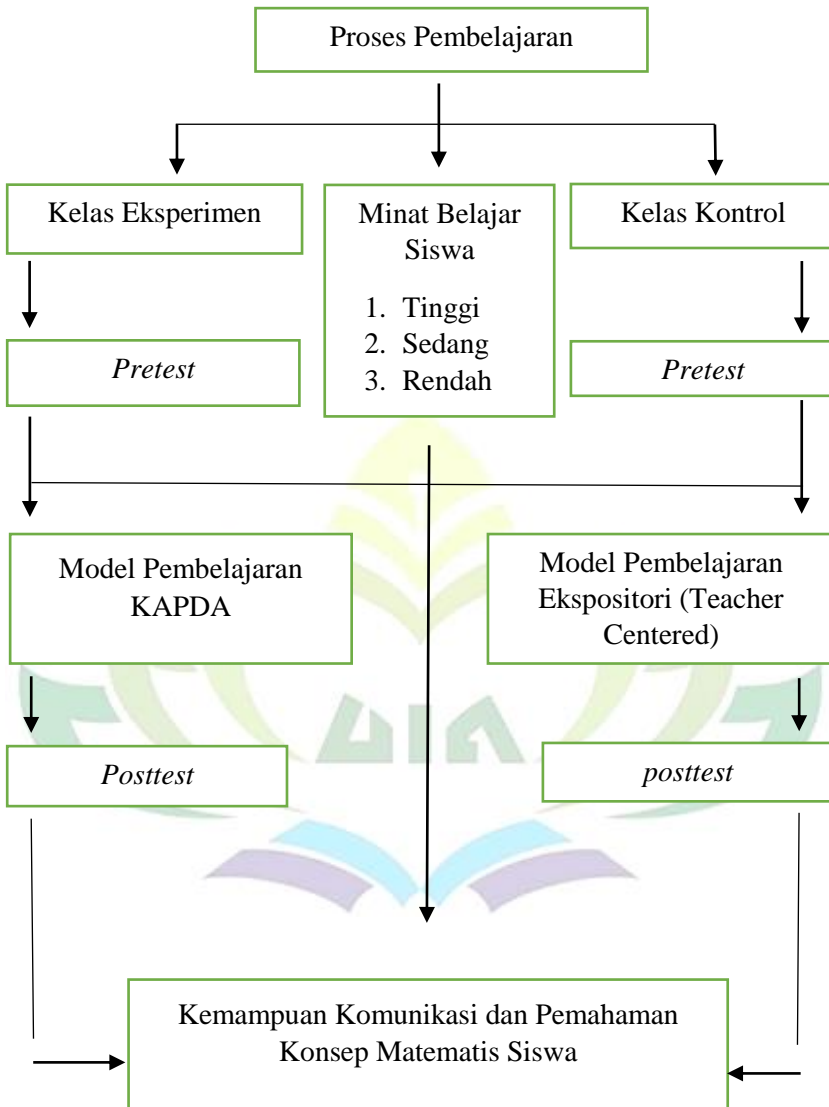 Proses Pembelajaran
Kelas Eksperimen
Minat Belajar
Siswa
1. Tinggi
2. Sedang
3. Rendah
Kelas Kontrol
Pretest
Pretest
Model Pembelajaran
KAPDA
Model Pembelajaran
Ekspositori (Teacher
Centered)
Posttest
posttest
Kemampuan Komunikasi dan Pemahaman
Konsep Matematis Siswa